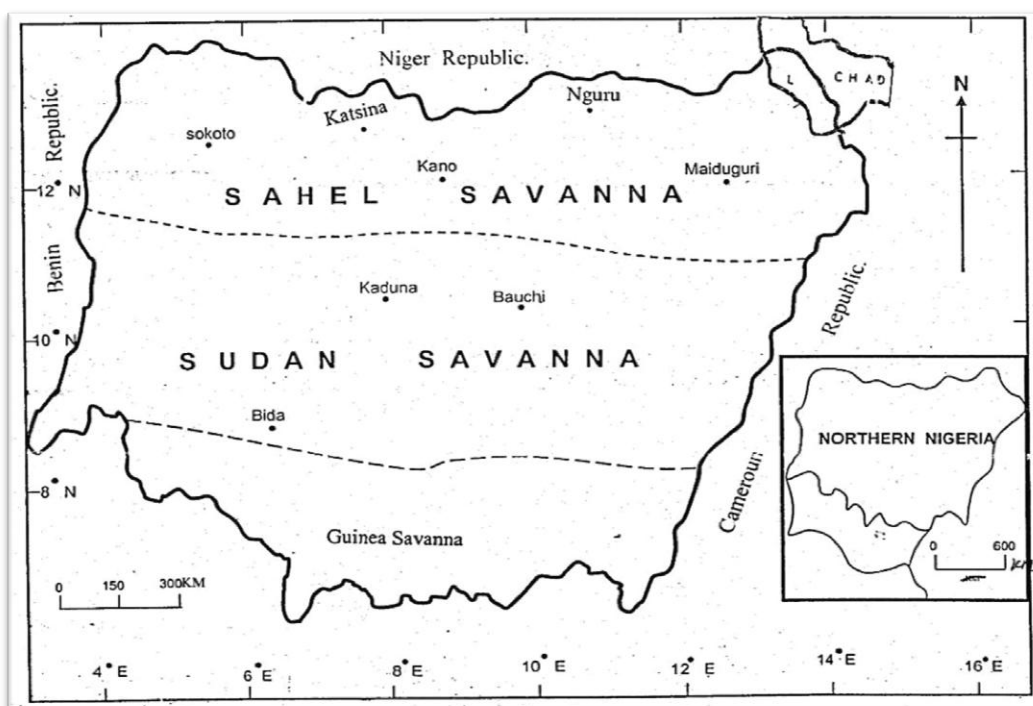 Niger Republic.
L
CHAD
N
Nguru
Katsina
sokoto
Republic.
Kano
Maiduguri
12 N
SAHEL SAVANNA
Benin
Kaduna
Bauchi
Republic.
10 N
SUDAN SAVANNA
Bida
NORTHERN NIGERIA
8 N
Cameroun
Guinea Savanna
0 600
0 150 300KM
4 E
6 E
8 E
10 E
12 E
14 E
16 E